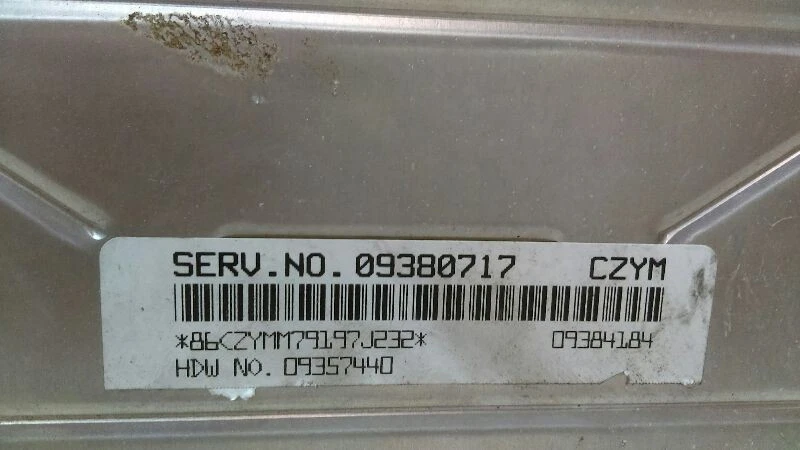 SERV.NO. 09380717 CZYM
*86CZYMM79197J232* 09384184
HDW NO. 09357440